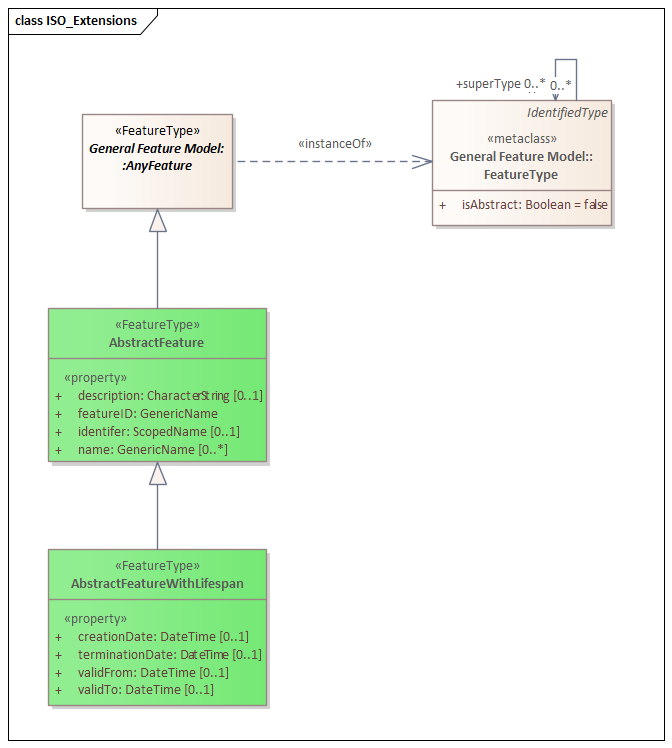 class ISO_Extensions
+superType 0..* 0..*
IdentifiedType
«metaclass»
General Feature Model::
FeatureType
+ isAbstract: Boolean = false
«FeatureType»
General Feature Model:
:AnyFeature
«instanceOf»
«FeatureType»
AbstractFeature
«property»
+ description: CharacterString [0..1]
+ featureID: GenericName
+ identifer: ScopedName [0..1]
+ name: GenericName [0..*]
«FeatureType»
AbstractFeatureWithLifespan
«property»
+ creationDate: DateTime [0..1]
+ terminationDate: DateTime [0..1]
+ validFrom: DateTime [0..1]
+ validTo: DateTime [0..1]